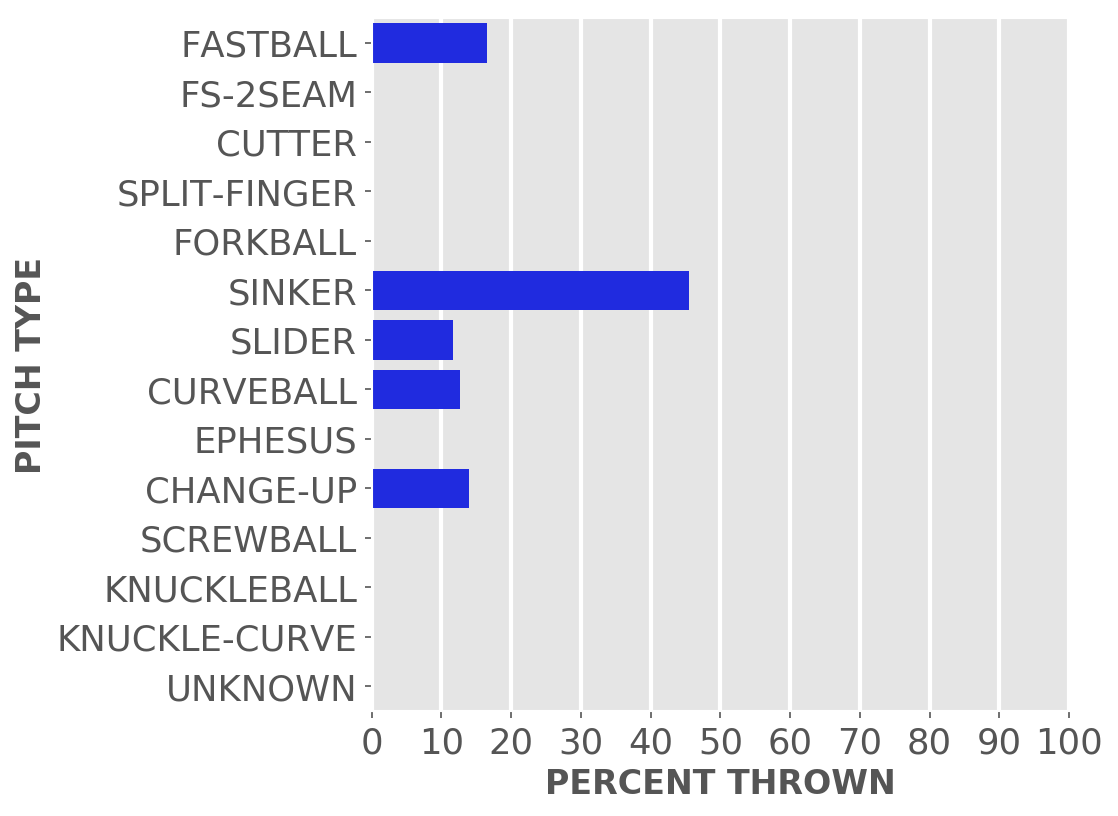 FASTBALL
FS-2SEAM
CUTTER
SPLIT-FINGER
FORKBALL
SINKER
SLIDER
CURVEBALL
EPHESUS
CHANGE-UP
SCREWBALL
KNUCKLEBALL
KNUCKLE-CURVE
UNKNOWN
PITCH TYPE
0 10 20 30 40 50 60 70 80 90 100
PERCENT THROWN